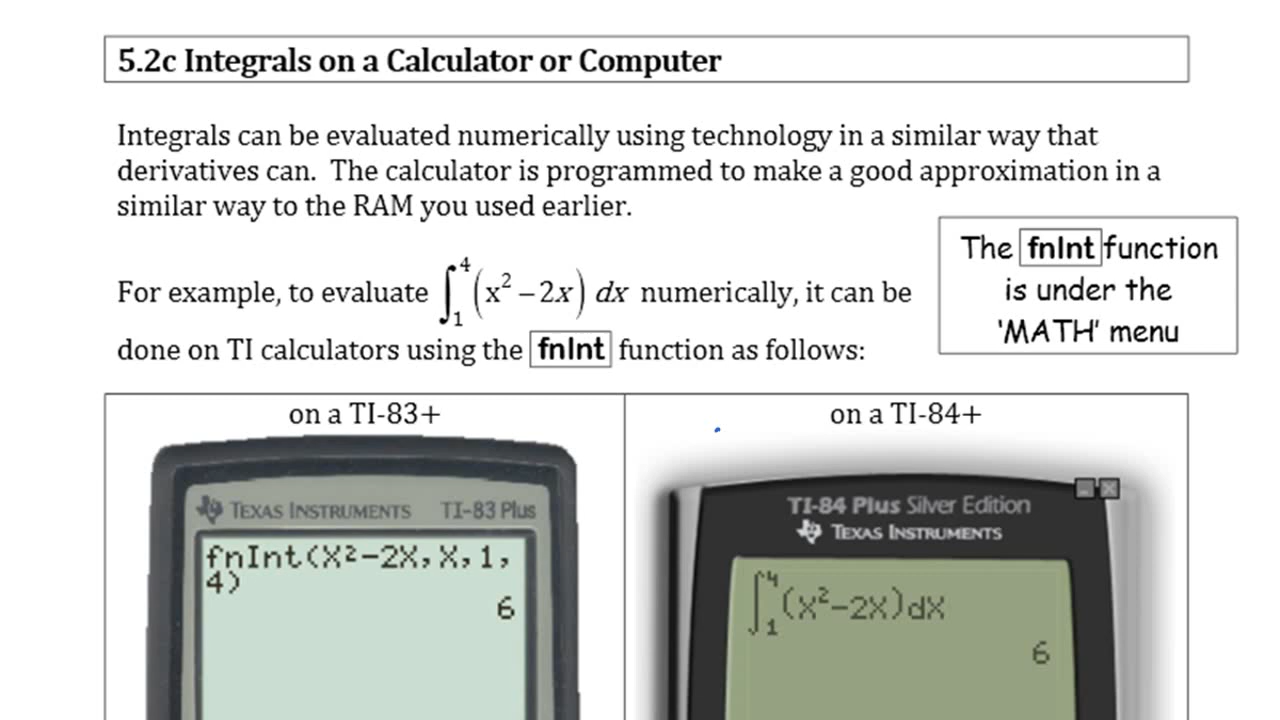 5.2c Integrals on a Calculator or Computer
Integrals can be evaluated numerically using technology in a similar way that
derivatives can. The calculator is programmed to make a good approximation in a
similar way to the RAM you used earlier.
The fnInt function
is under the
'MATH' menu
For example, to evaluate ∫₁⁴ (x² – 2x) dx numerically, it can be
done on TI calculators using the fnInt function as follows:
on a TI-83+
TEXAS INSTRUMENTS TI-83 Plus
fnInt(X²-2X,X,1,
4)
6
on a TI-84+
TI-84 Plus Silver Edition
TEXAS INSTRUMENTS
∫₁⁴ (X²-2X)dX
6